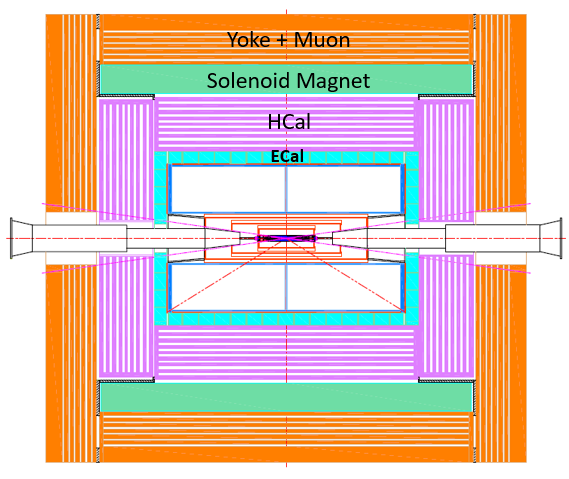 Yoke + Muon
Solenoid Magnet
HCal
ECal